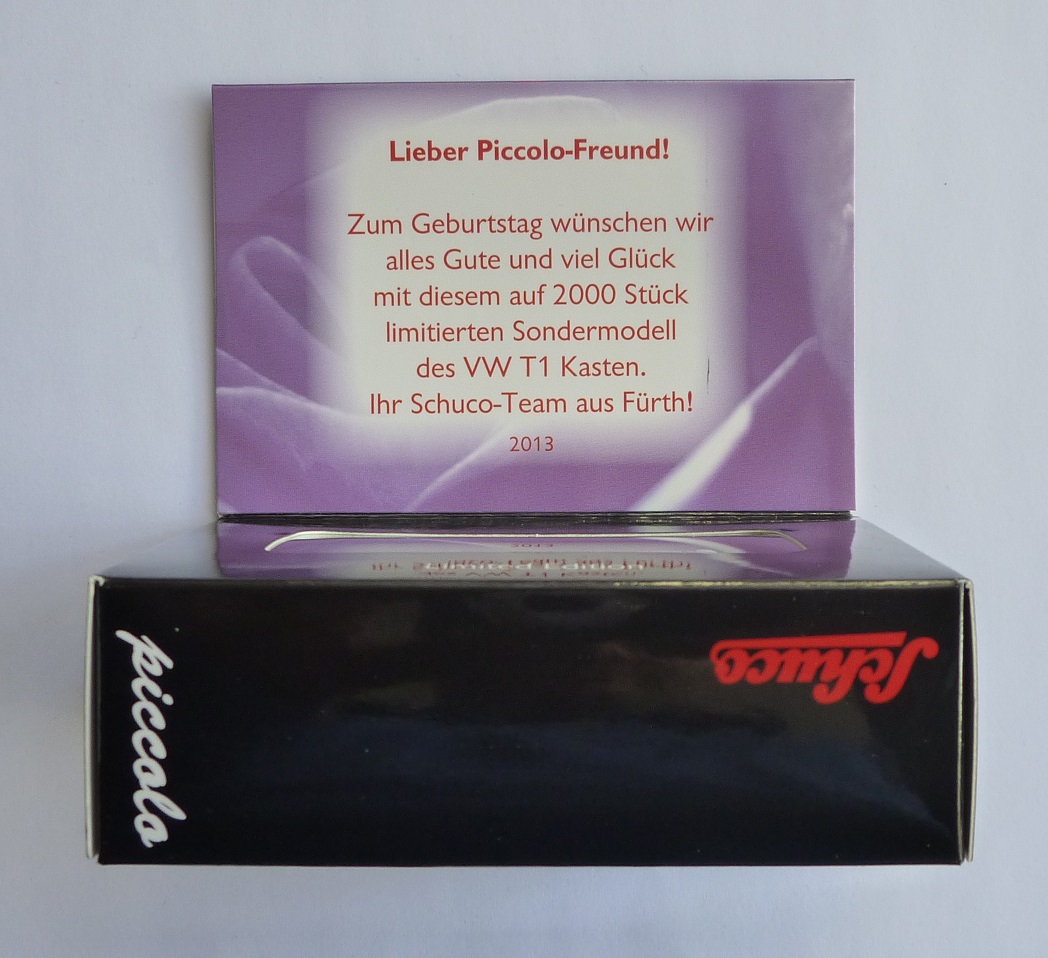 Lieber Piccolo-Freund!
Zum Geburtstag wünschen wir
alles Gute und viel Glück
mit diesem auf 2000 Stück
limitierten Sondermodell
des VW T1 Kasten.
Ihr Schuco-Team aus Fürth!
2013
piccolo
Schuco